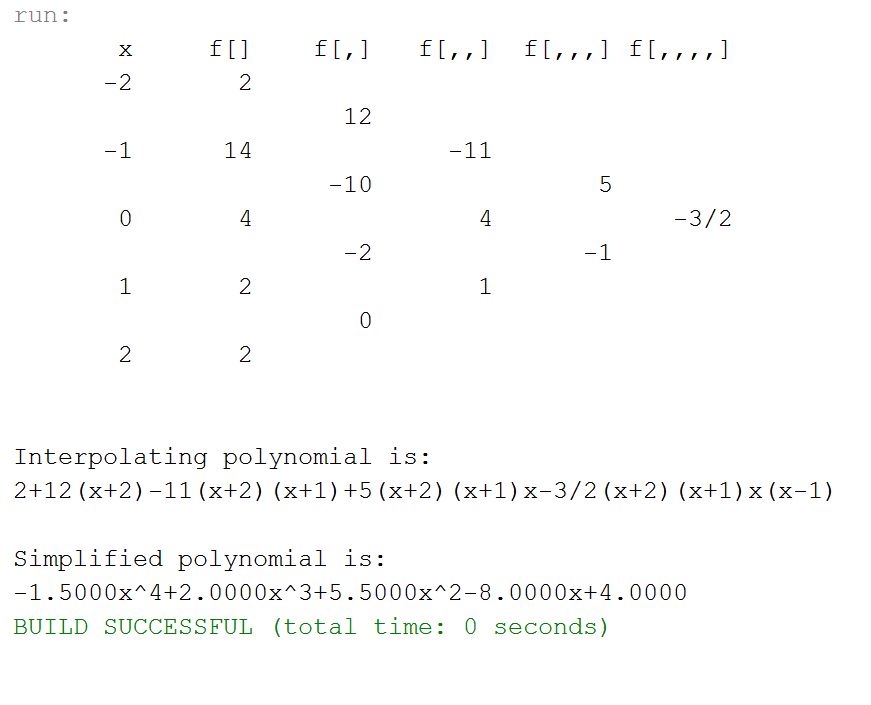 run:
x f[] f[,] f[,,] f[,,,] f[,,,,]
-2 2
12
-1 14 -11
-10 5
0 4 4 -3/2
-2 -1
1 2 1
0
2 2
Interpolating polynomial is:
2+12(x+2)-11(x+2)(x+1)+5(x+2)(x+1)x-3/2(x+2)(x+1)x(x-1)
Simplified polynomial is:
-1.5000x^4+2.0000x^3+5.5000x^2-8.0000x+4.0000
BUILD SUCCESSFUL (total time: 0 seconds)